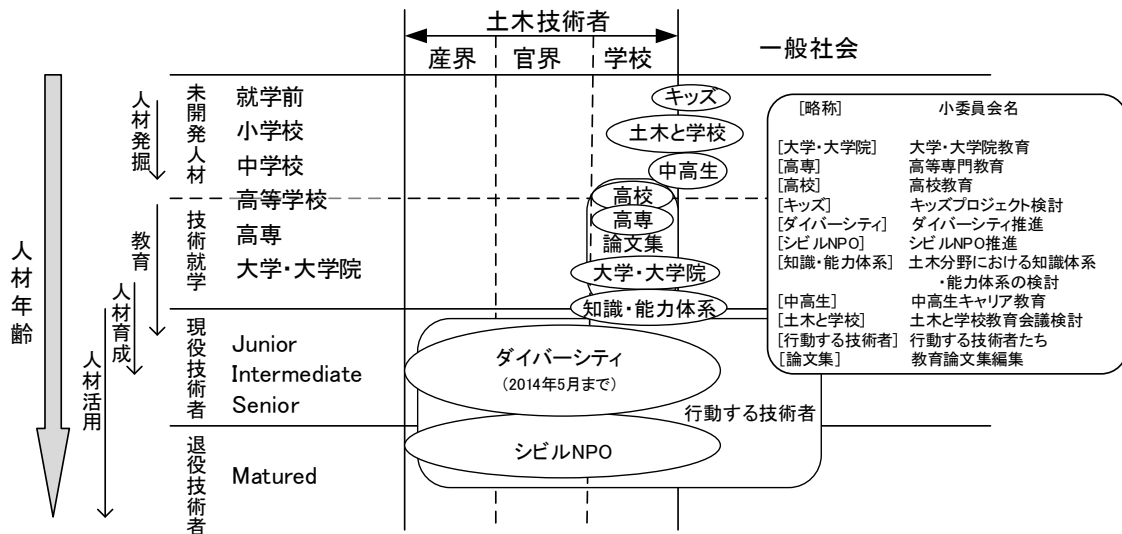 土木技術者
産界
官界
学校
一般社会
人材年齢
人材発掘
教育
人材育成
人材活用
未開発人材
就学前
小学校
中学校
高等学校
技術就学
高専
大学・大学院
現役技術者
Junior
Intermediate
Senior
退役技術者
Matured
キッズ
土木と学校
中高生
高校
高専
論文集
大学・大学院
知識・能力体系
ダイバーシティ
(2014年5月まで)
行動する技術者
シビルNPO
[略称] 小委員会名
[大学・大学院] 大学・大学院教育
[高専] 高等専門教育
[高校] 高校教育
[キッズ] キッズプロジェクト検討
[ダイバーシティ] ダイバーシティ推進
[シビルNPO] シビルNPO推進
[知識・能力体系] 土木分野における知識体系
・能力体系の検討
[中高生] 中高生キャリア教育
[土木と学校] 土木と学校教育会議検討
[行動する技術者] 行動する技術者たち
[論文集] 教育論文集編集